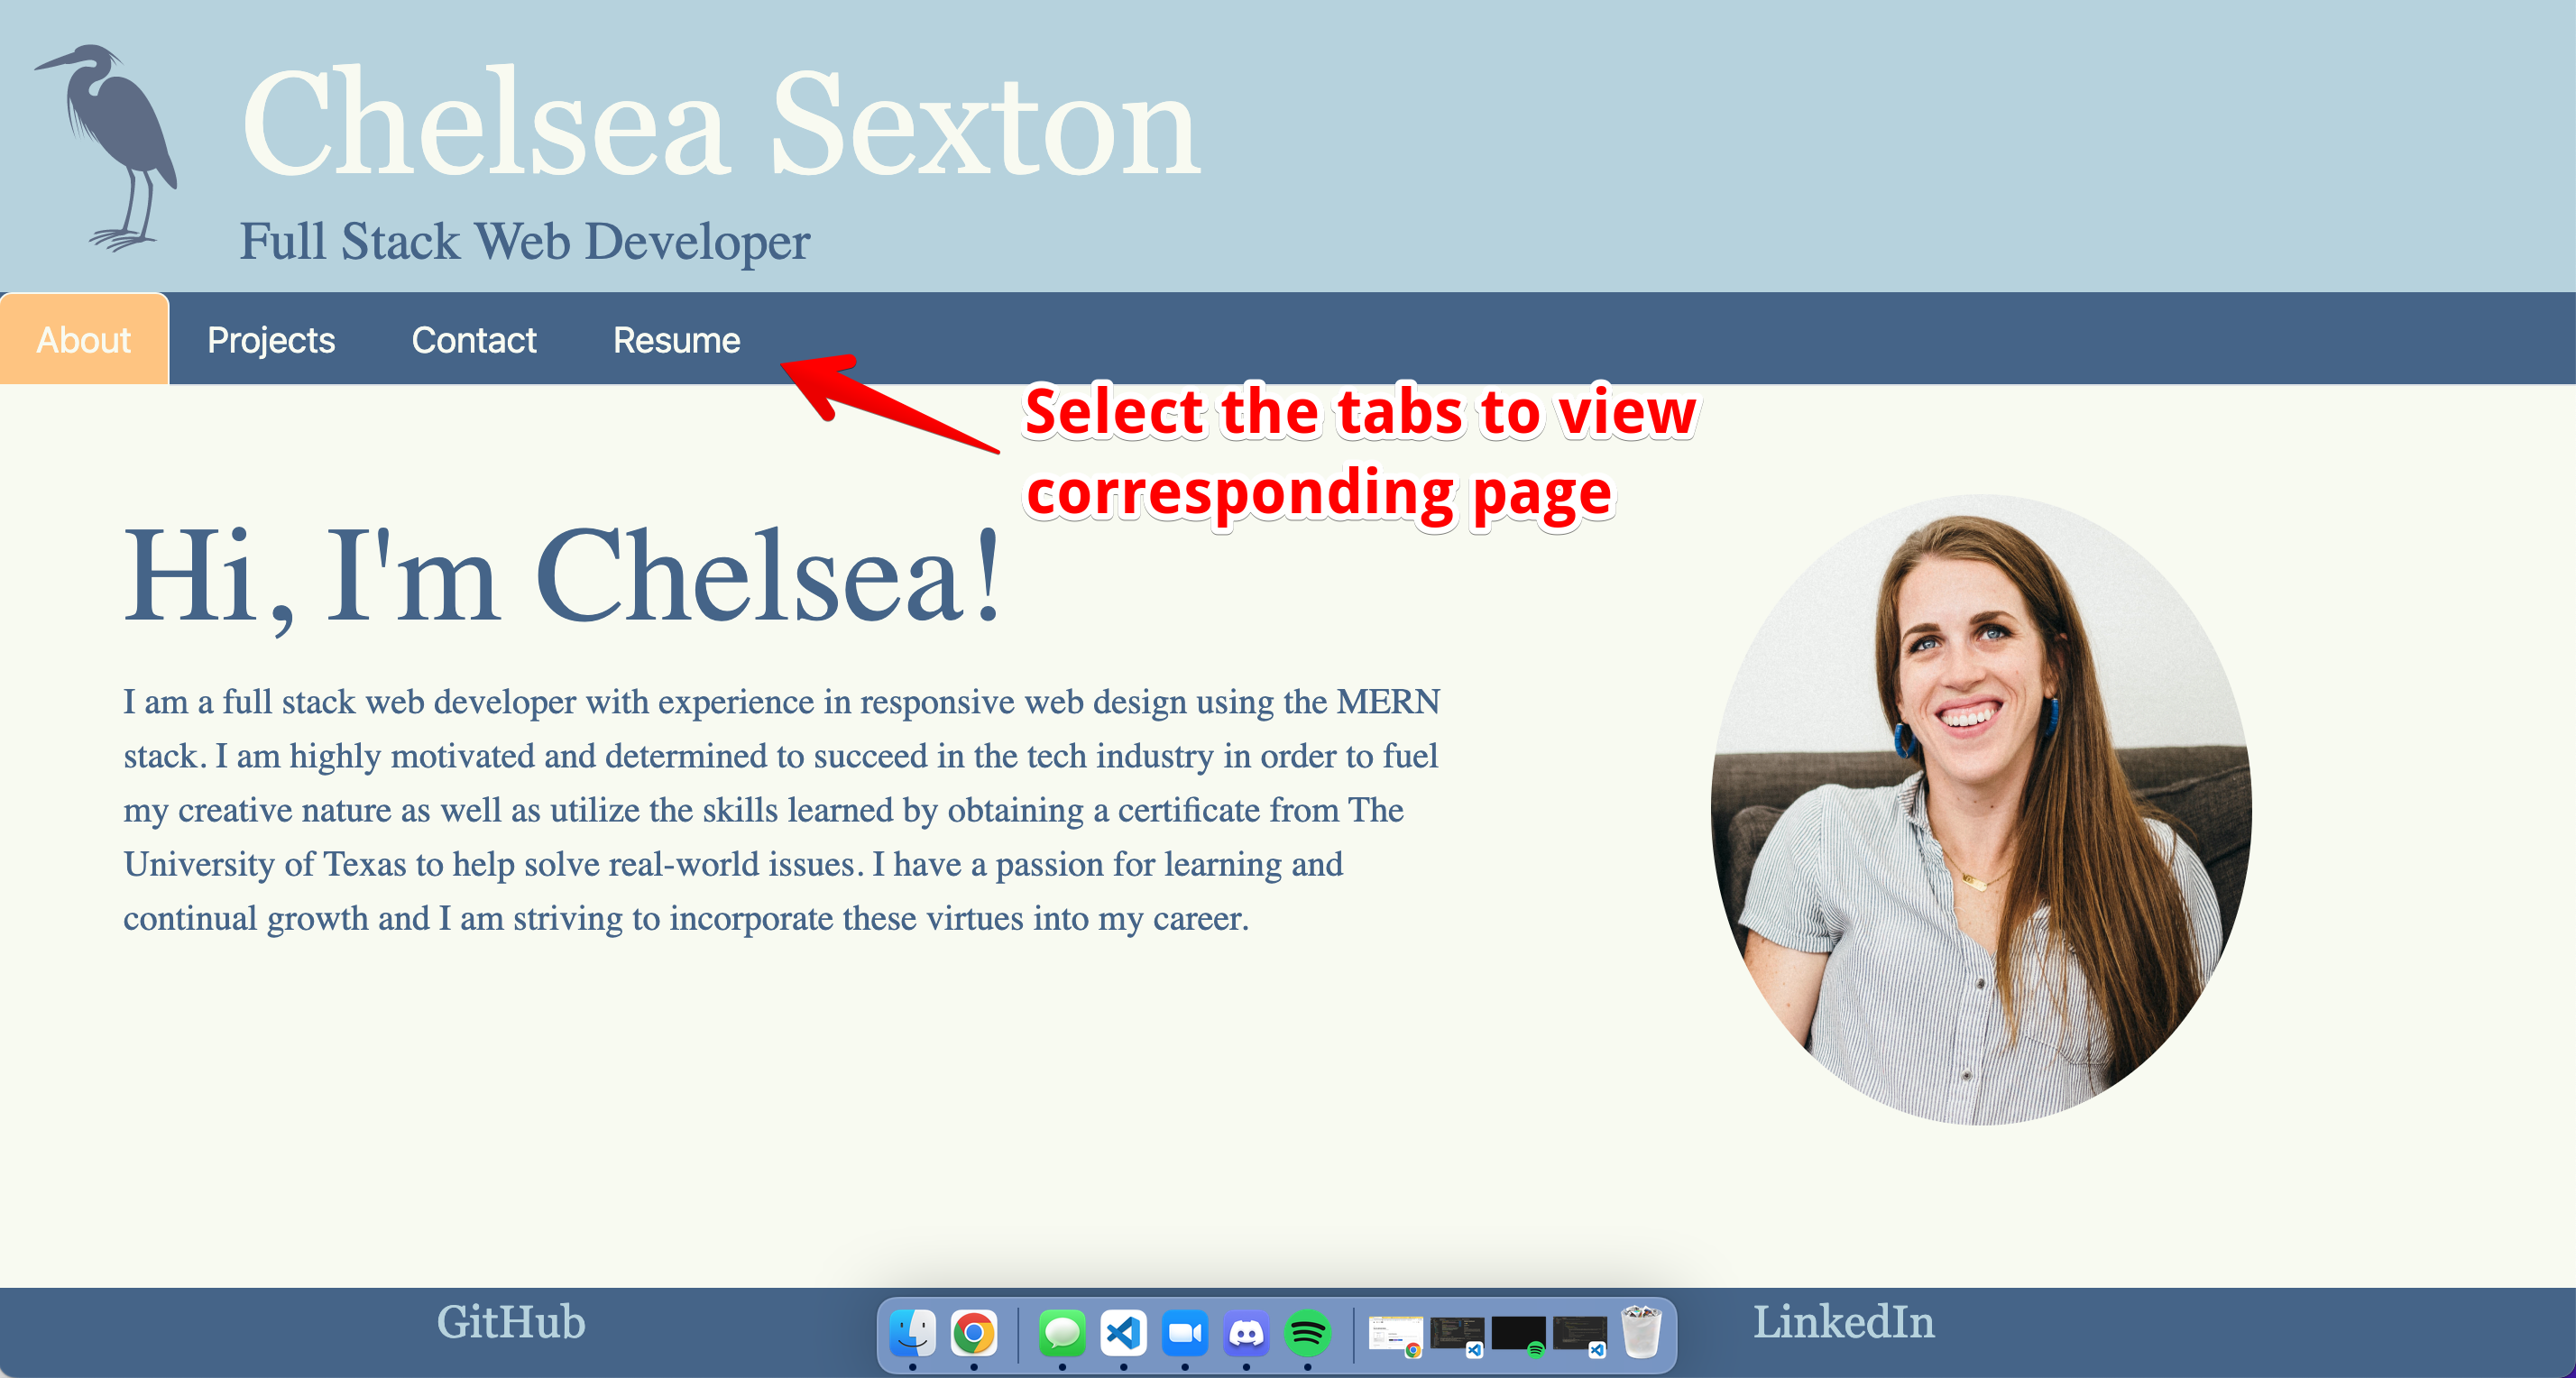 Chelsea Sexton
Full Stack Web Developer
About Projects Contact Resume
Select the tabs to view
corresponding page
Hi, I'm Chelsea!
I am a full stack web developer with experience in responsive web design using the MERN
stack. I am highly motivated and determined to succeed in the tech industry in order to fuel
my creative nature as well as utilize the skills learned by obtaining a certificate from The
University of Texas to help solve real-world issues. I have a passion for learning and
continual growth and I am striving to incorporate these virtues into my career.
GitHub
LinkedIn